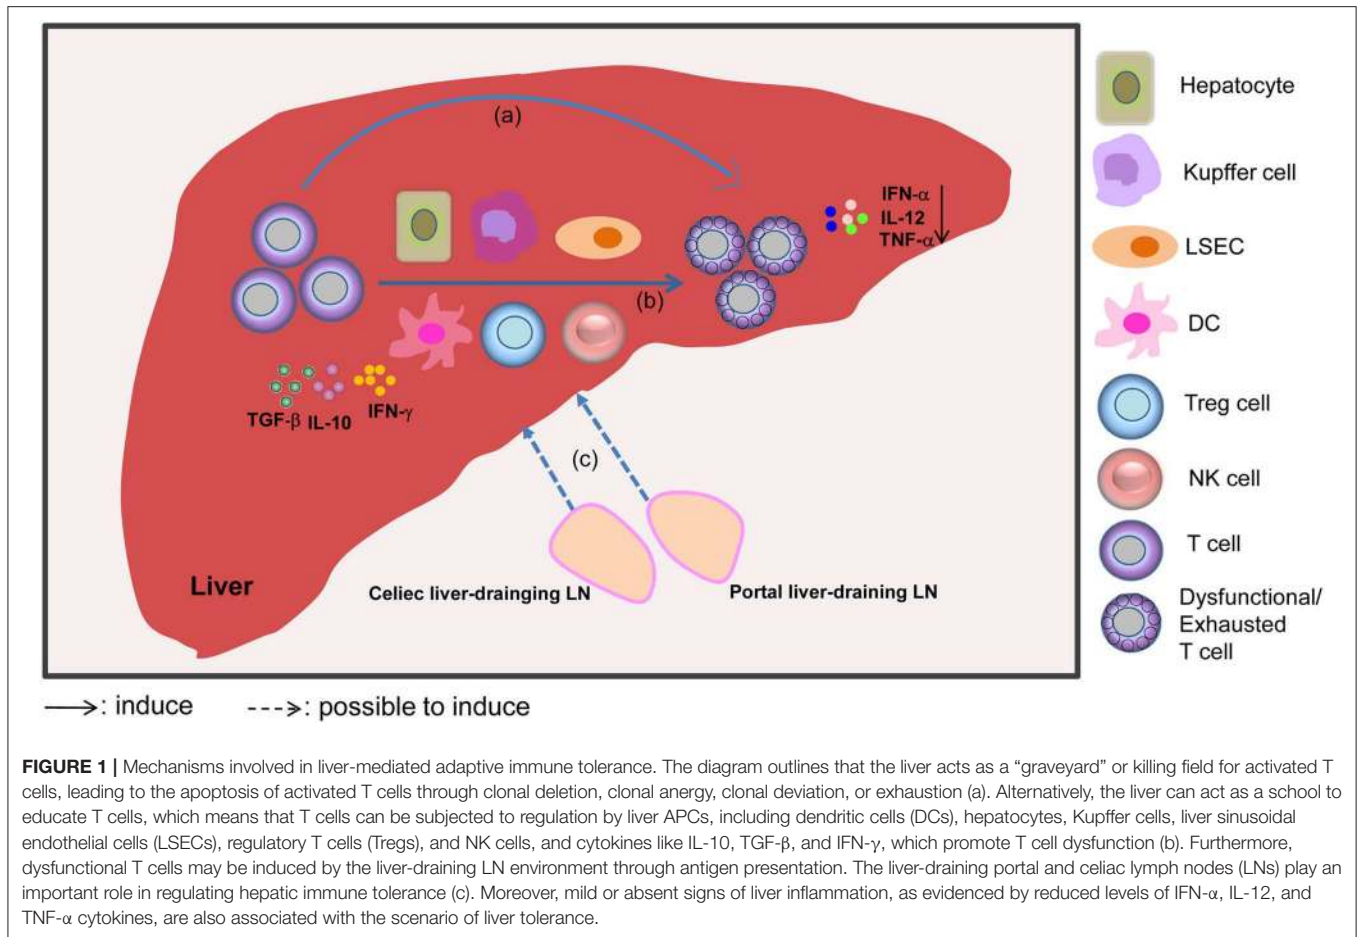 (a)
Hepatocyte
Kupffer cell
IFN-α
IL-12
TNF-α
LSEC
(b)
DC
TGF-β IL-10 IFN-γ
Treg cell
(c)
NK cell
T cell
Liver
Celiec liver-drainging LN
Portal liver-draining LN
Dysfunctional/
Exhausted
T cell
: induce
: possible to induce
FIGURE 1 | Mechanisms involved in liver-mediated adaptive immune tolerance. The diagram outlines that the liver acts as a “graveyard” or killing field for activated T
cells, leading to the apoptosis of activated T cells through clonal deletion, clonal anergy, clonal deviation, or exhaustion (a). Alternatively, the liver can act as a school to
educate T cells, which means that T cells can be subjected to regulation by liver APCs, including dendritic cells (DCs), hepatocytes, Kupffer cells, liver sinusoidal
endothelial cells (LSECs), regulatory T cells (Tregs), and NK cells, and cytokines like IL-10, TGF-β, and IFN-γ, which promote T cell dysfunction (b). Furthermore,
dysfunctional T cells may be induced by the liver-draining LN environment through antigen presentation. The liver-draining portal and celiac lymph nodes (LNs) play an
important role in regulating hepatic immune tolerance (c). Moreover, mild or absent signs of liver inflammation, as evidenced by reduced levels of IFN-α, IL-12, and
TNF-α cytokines, are also associated with the scenario of liver tolerance.